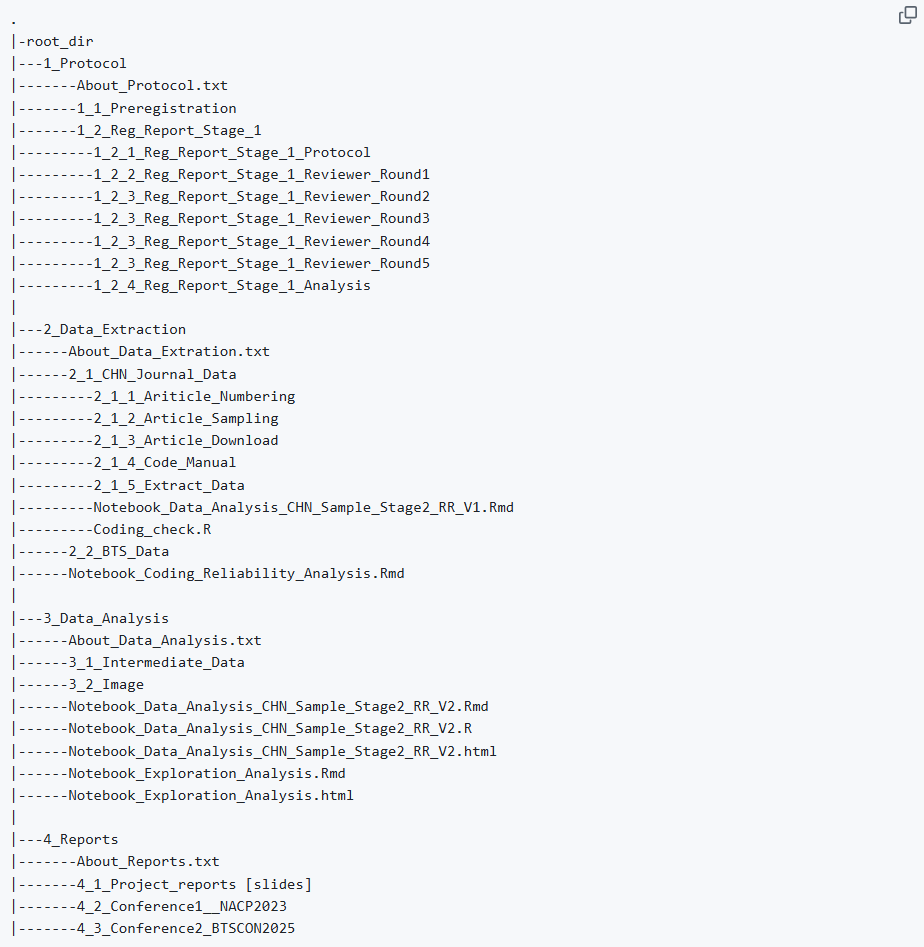 .
|-root_dir
|---1_Protocol
|-------About_Protocol.txt
|-------1_1_Preregistration
|-------1_2_Reg_Report_Stage_1
|---------1_2_1_Reg_Report_Stage_1_Protocol
|---------1_2_2_Reg_Report_Stage_1_Reviewer_Round1
|---------1_2_3_Reg_Report_Stage_1_Reviewer_Round2
|---------1_2_3_Reg_Report_Stage_1_Reviewer_Round3
|---------1_2_3_Reg_Report_Stage_1_Reviewer_Round4
|---------1_2_3_Reg_Report_Stage_1_Reviewer_Round5
|---------1_2_4_Reg_Report_Stage_1_Analysis
|
|---2_Data_Extraction
|------About_Data_Extration.txt
|------2_1_CHN_Journal_Data
|---------2_1_1_Ariticle_Numbering
|---------2_1_2_Article_Sampling
|---------2_1_3_Article_Download
|---------2_1_4_Code_Manual
|---------2_1_5_Extract_Data
|---------Notebook_Data_Analysis_CHN_Sample_Stage2_RR_V1.Rmd
|---------Coding_check.R
|------2_2_BTS_Data
|------Notebook_Coding_Reliability_Analysis.Rmd
|
|---3_Data_Analysis
|------About_Data_Analysis.txt
|------3_1_Intermediate_Data
|------3_2_Image
|------Notebook_Data_Analysis_CHN_Sample_Stage2_RR_V2.Rmd
|------Notebook_Data_Analysis_CHN_Sample_Stage2_RR_V2.R
|------Notebook_Data_Analysis_CHN_Sample_Stage2_RR_V2.html
|------Notebook_Exploration_Analysis.Rmd
|------Notebook_Exploration_Analysis.html
|
|---4_Reports
|-------About_Reports.txt
|-------4_1_Project_reports [slides]
|-------4_2_Conference1__NACP2023
|-------4_3_Conference2_BTSCON2025